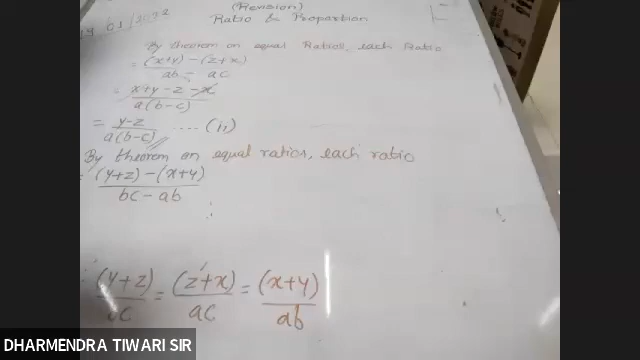 (Revision)
Ratio & Proportion
By theorem on equal Ratios, each Ratio
= (x+y) - (z+x) / ab - ac
= x+y-z-x / a(b-c)
= y-z / a(b-c) .... (ii)
By theorem on equal ratios, each ratio
= (y+z) - (x+y) / bc - ab
(y+z) / bc = (z+x) / ac = (x+y) / ab
DHARMENDRA TIWARI SIR